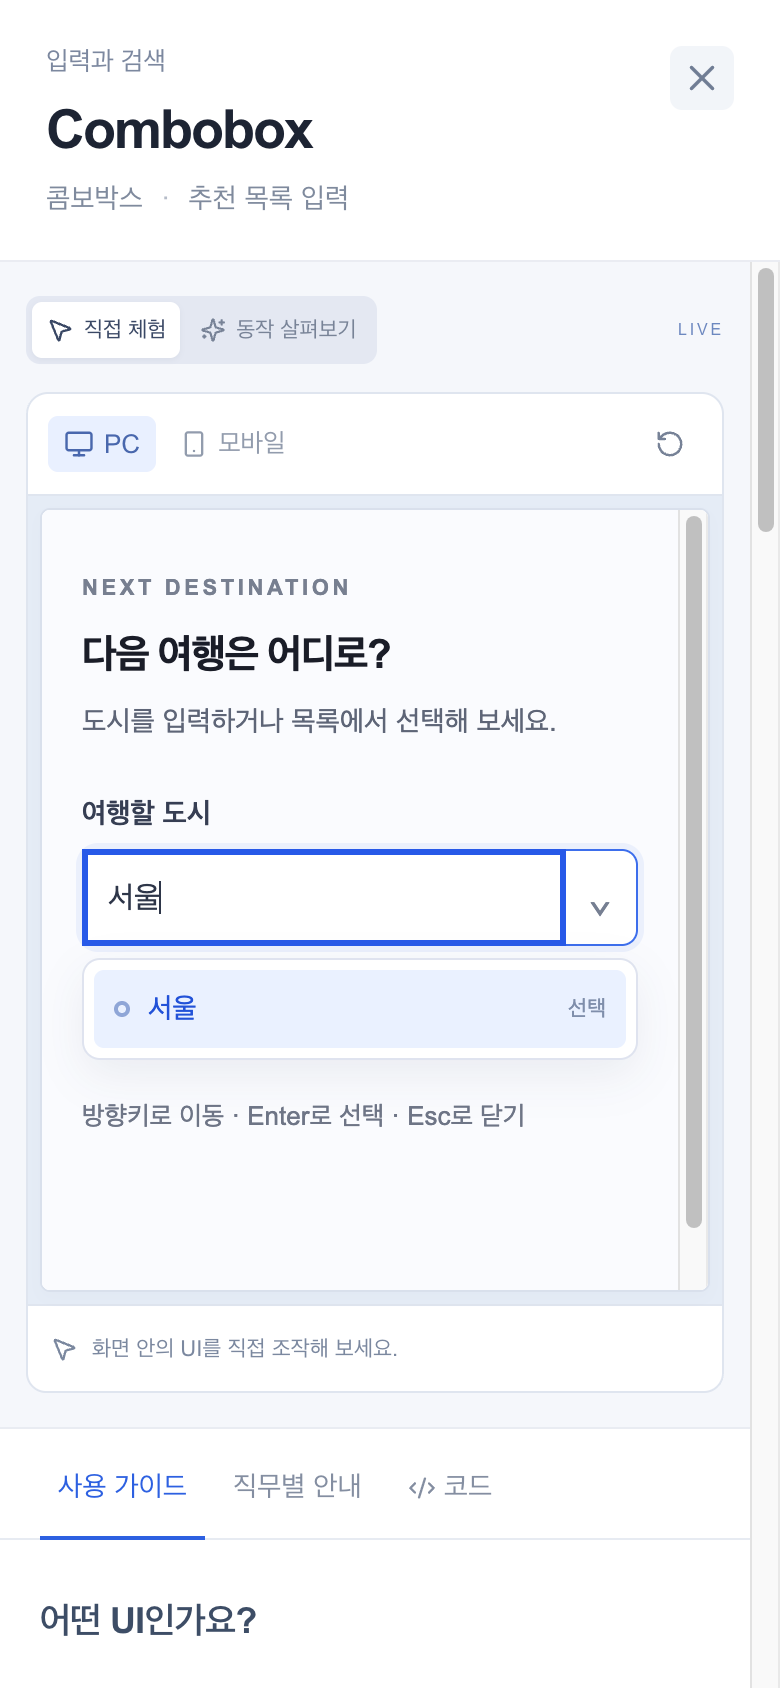 입력과 검색
Combobox
콤보박스 · 추천 목록 입력
직접 체험
동작 살펴보기
LIVE
PC
모바일
NEXT DESTINATION
다음 여행은 어디로?
도시를 입력하거나 목록에서 선택해 보세요.
여행할 도시
서울
서울
선택
방향키로 이동 · Enter로 선택 · Esc로 닫기
화면 안의 UI를 직접 조작해 보세요.
사용 가이드
직무별 안내
</> 코드
어떤 UI인가요?